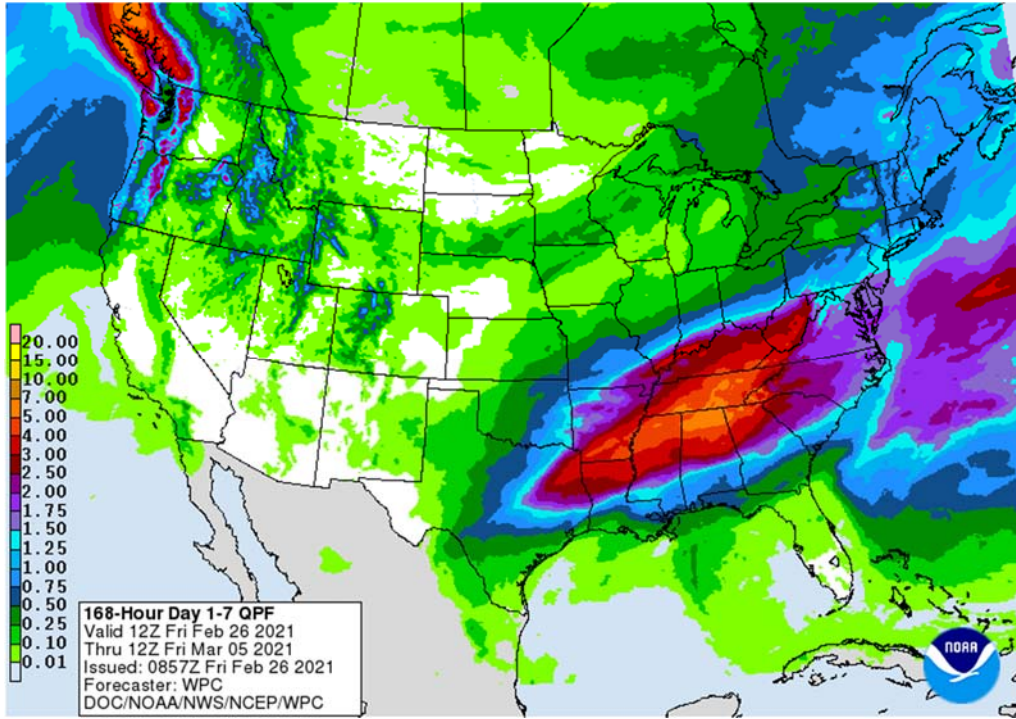 20.00
15.00
10.00
7.00
5.00
4.00
3.00
2.50
2.00
1.75
1.50
1.25
1.00
0.75
0.50
0.25
0.10
0.01
168-Hour Day 1-7 QPF
Valid 12Z Fri Feb 26 2021
Thru 12Z Fri Mar 05 2021
Issued: 0857Z Fri Feb 26 2021
Forecaster: WPC
DOC/NOAA/NWS/NCEP/WPC
NOAA